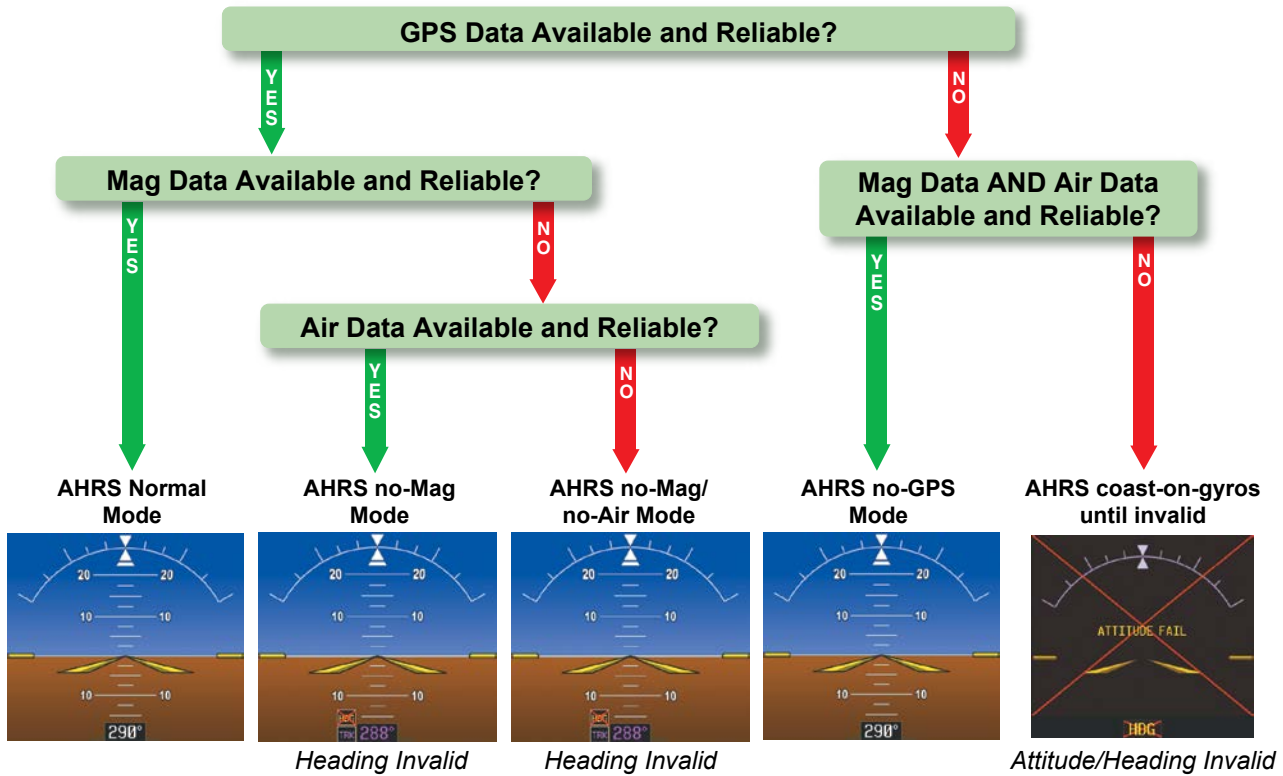 GPS Data Available and Reliable?
YES
NO
Mag Data Available and Reliable?
Mag Data AND Air Data
Available and Reliable?
YES
NO
YES
NO
Air Data Available and Reliable?
YES
NO
AHRS Normal
Mode
AHRS no-Mag
Mode
AHRS no-Mag/
no-Air Mode
AHRS no-GPS
Mode
AHRS coast-on-gyros
until invalid
20 20
10 10
10 10
290°
20 20
10 10
10 10
HDG
TRK 288°
20 20
10 10
10 10
HDG
TRK 288°
20 20
10 10
10 10
290°
ATTITUDE FAIL
HDG
Heading Invalid
Heading Invalid
Attitude/Heading Invalid